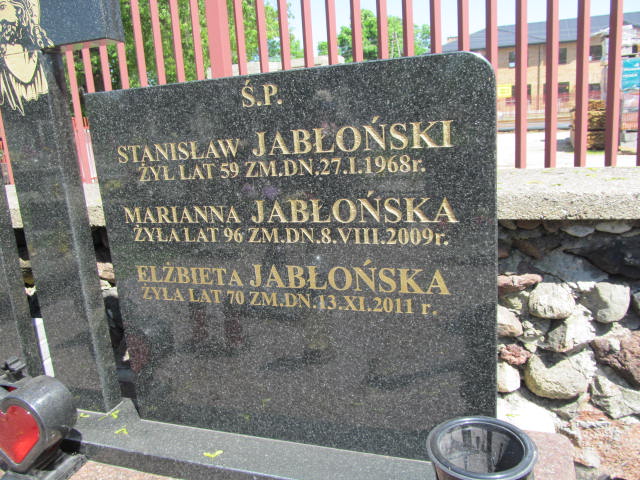 Ś.P.
STANISŁAW JABŁOŃSKI
ŻYŁ LAT 59 ZM.DN.27.I.1968r.
MARIANNA JABŁOŃSKA
ŻYŁA LAT 96 ZM.DN.8.VIII.2009r.
ELŻBIETA JABŁOŃSKA
ŻYŁA LAT 70 ZM.DN.13.XI.2011 r.